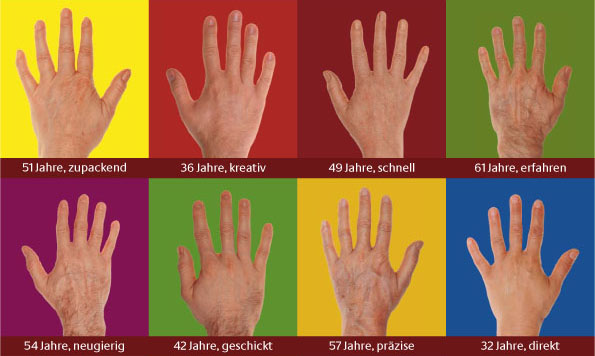 51 Jahre, zupackend
36 Jahre, kreativ
49 Jahre, schnell
61 Jahre, erfahren
54 Jahre, neugierig
42 Jahre, geschickt
57 Jahre, präzise
32 Jahre, direkt